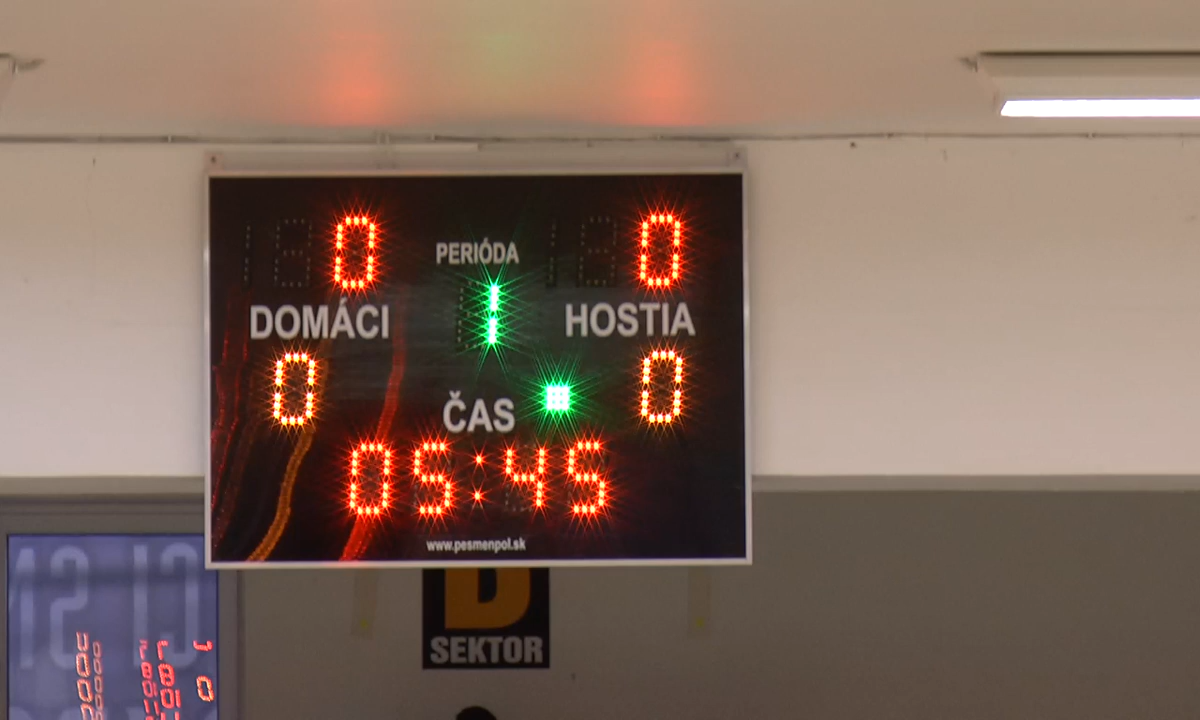 0 PERIÓDA 0
DOMÁCI 1 HOSTIA
0 0
ČAS
05:45
www.pesmenpol.sk
SEKTOR